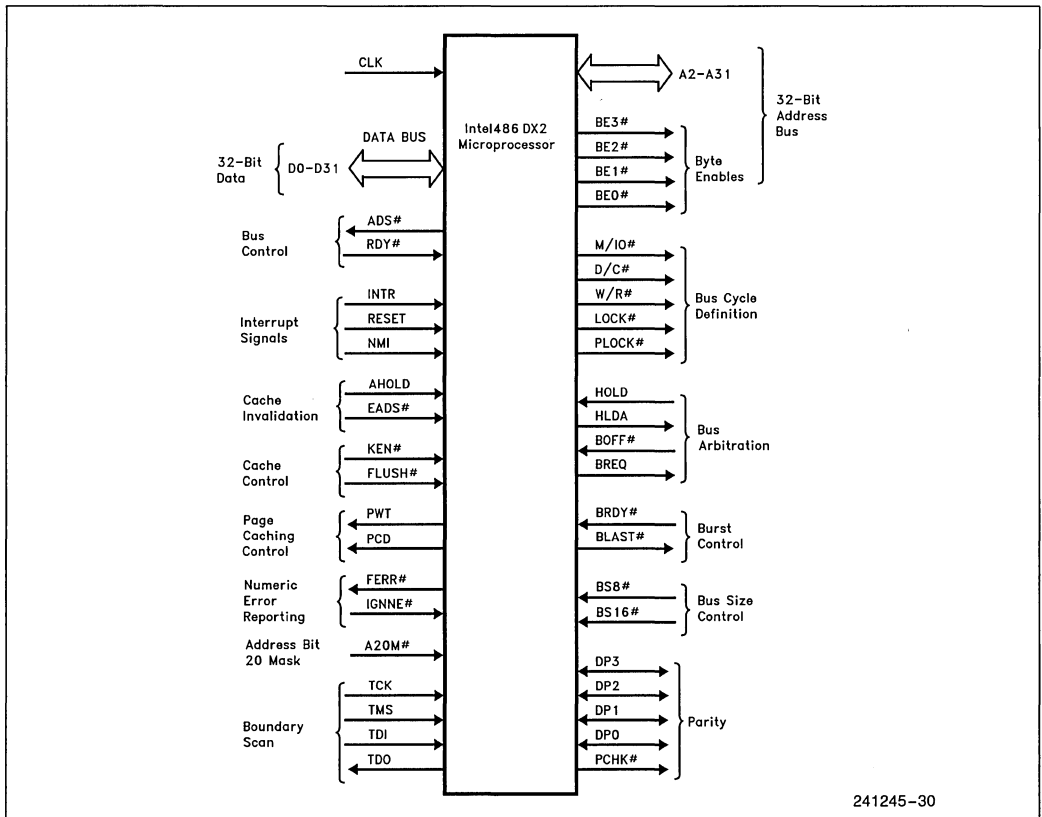 CLK
A2-A31
32-Bit
Address
Bus
Intel486 DX2
Microprocessor
BE3#
BE2#
BE1#
BE0#
Byte
Enables
DATA BUS
32-Bit
Data
D0-D31
Bus
Control
ADS#
RDY#
M/IO#
D/C#
W/R#
LOCK#
PLOCK#
Bus Cycle
Definition
Interrupt
Signals
INTR
RESET
NMI
Cache
Invalidation
AHOLD
EADS#
HOLD
HLDA
BOFF#
BREQ
Bus
Arbitration
Cache
Control
KEN#
FLUSH#
Page
Caching
Control
PWT
PCD
BRDY#
BLAST#
Burst
Control
Numeric
Error
Reporting
FERR#
IGNNE#
BS8#
BS16#
Bus Size
Control
Address Bit
20 Mask
A20M#
Boundary
Scan
TCK
TMS
TDI
TDO
DP3
DP2
DP1
DP0
PCHK#
Parity
241245-30